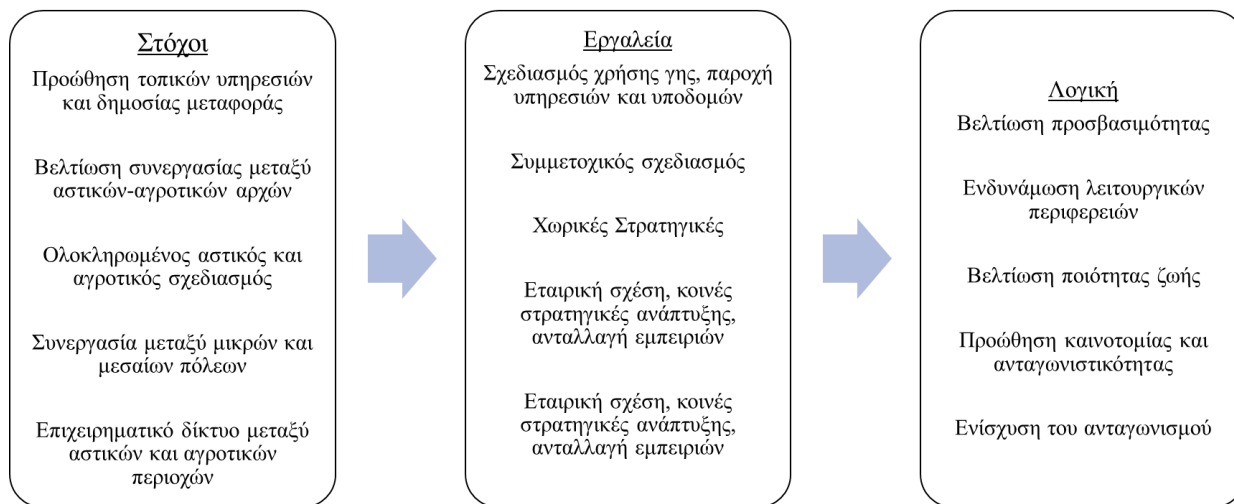 Στόχοι
Προώθηση τοπικών υπηρεσιών
και δημοσίας μεταφοράς
Βελτίωση συνεργασίας μεταξύ
αστικών-αγροτικών αρχών
Ολοκληρωμένος αστικός και
αγροτικός σχεδιασμός
Συνεργασία μεταξύ μικρών και
μεσαίων πόλεων
Επιχειρηματικό δίκτυο μεταξύ
αστικών και αγροτικών
περιοχών
Εργαλεία
Σχεδιασμός χρήσης γης, παροχή
υπηρεσιών και υποδομών
Συμμετοχικός σχεδιασμός
Χωρικές Στρατηγικές
Εταιρική σχέση, κοινές
στρατηγικές ανάπτυξης,
ανταλλαγή εμπειριών
Εταιρική σχέση, κοινές
στρατηγικές ανάπτυξης,
ανταλλαγή εμπειριών
Λογική
Βελτίωση προσβασιμότητας
Ενδυνάμωση λειτουργικών
περιφερειών
Βελτίωση ποιότητας ζωής
Προώθηση καινοτομίας και
ανταγωνιστικότητας
Ενίσχυση του ανταγωνισμού